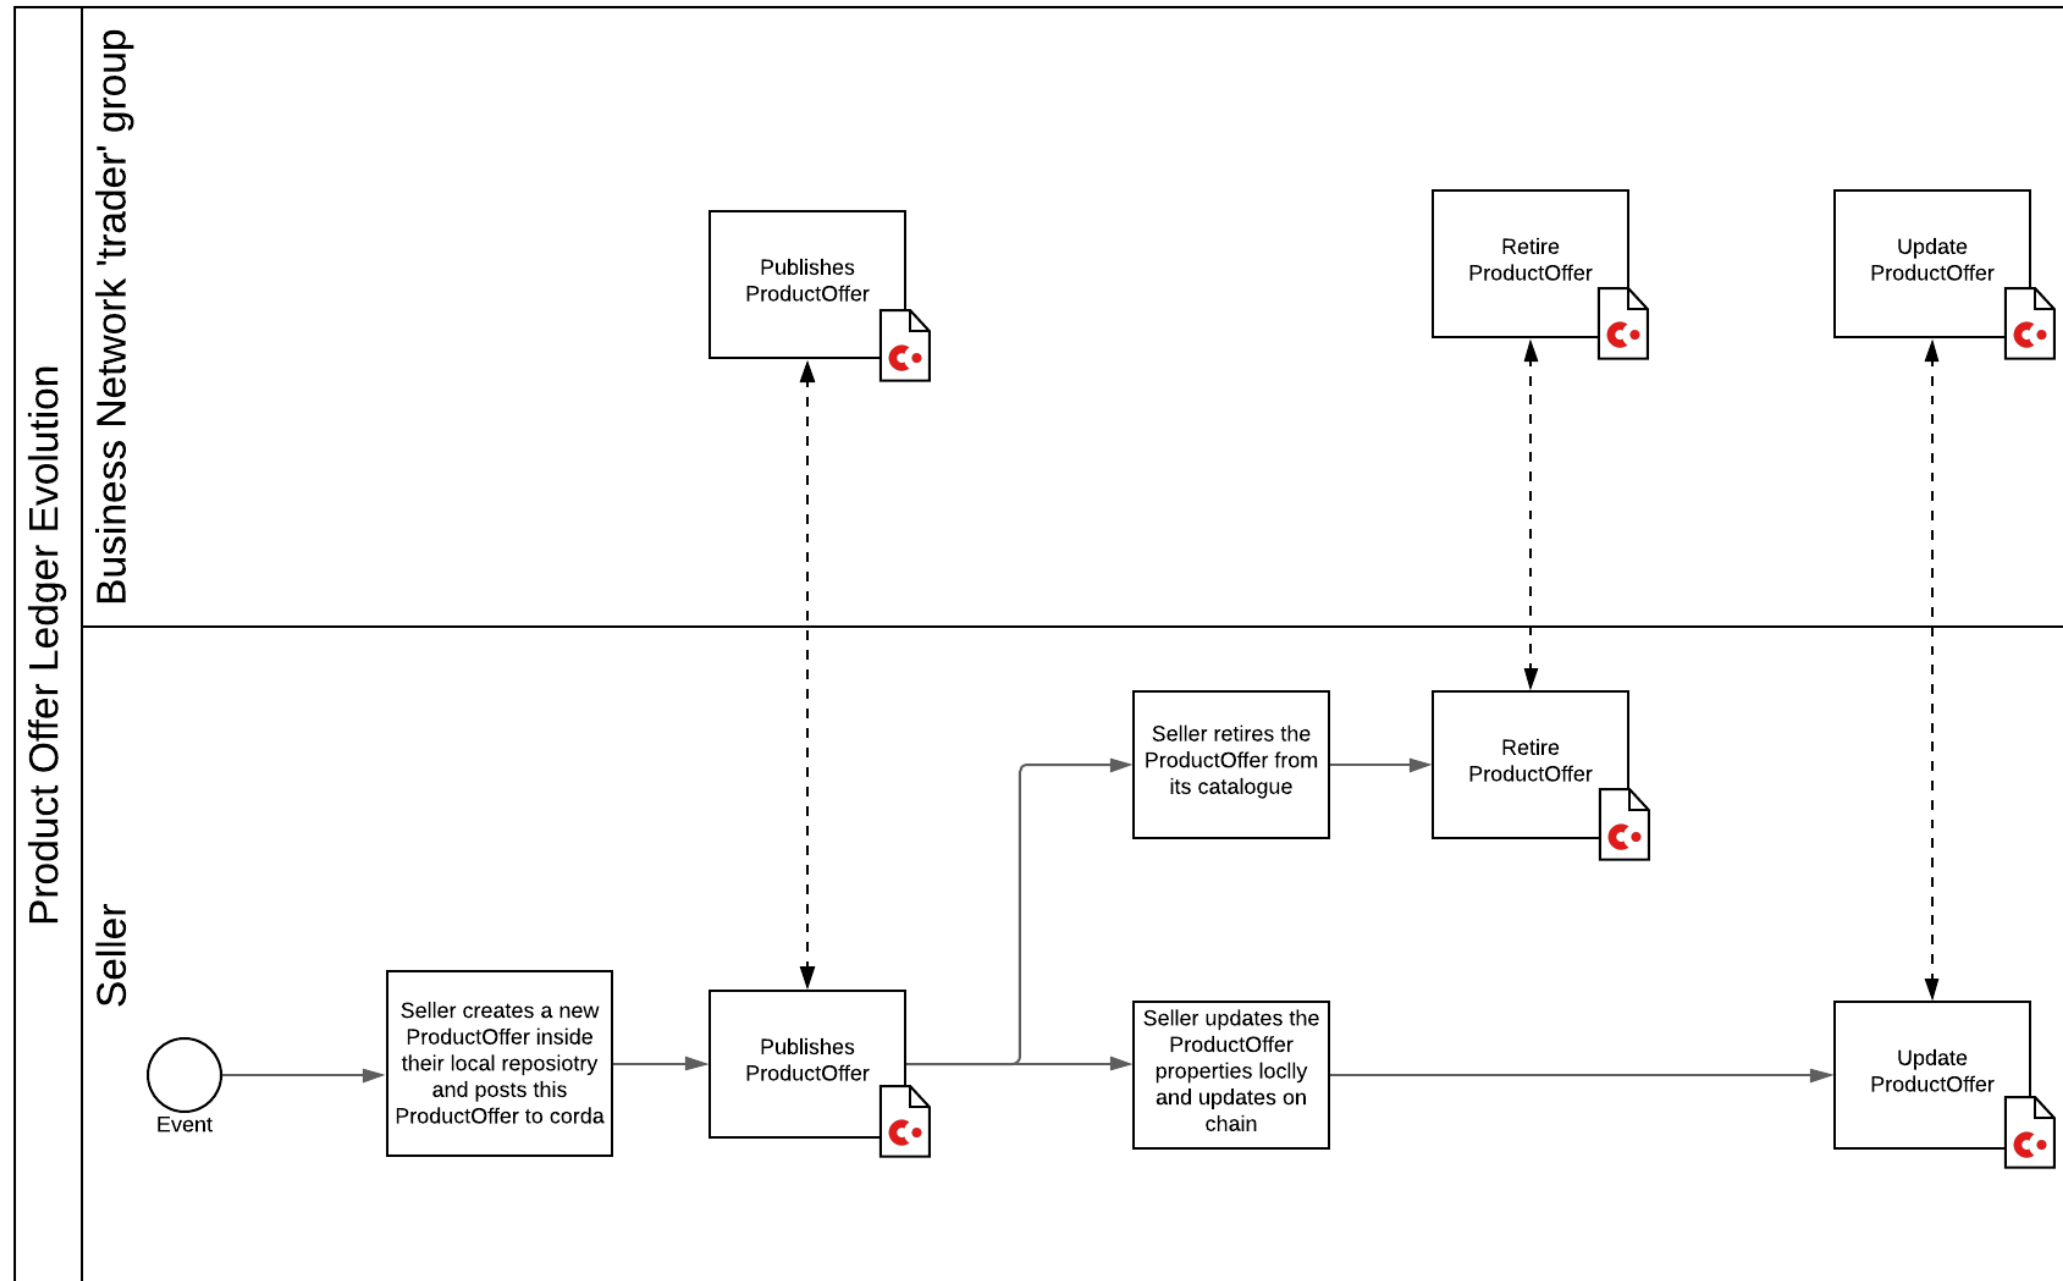 Product Offer Ledger Evolution
Business Network 'trader' group
Publishes
ProductOffer
Retire
ProductOffer
Update
ProductOffer
Seller
Event
Seller creates a new
ProductOffer inside
their local reposiotry
and posts this
ProductOffer to corda
Publishes
ProductOffer
Seller retires the
ProductOffer from
its catalogue
Retire
ProductOffer
Seller updates the
ProductOffer
properties loclly
and updates on
chain
Update
ProductOffer